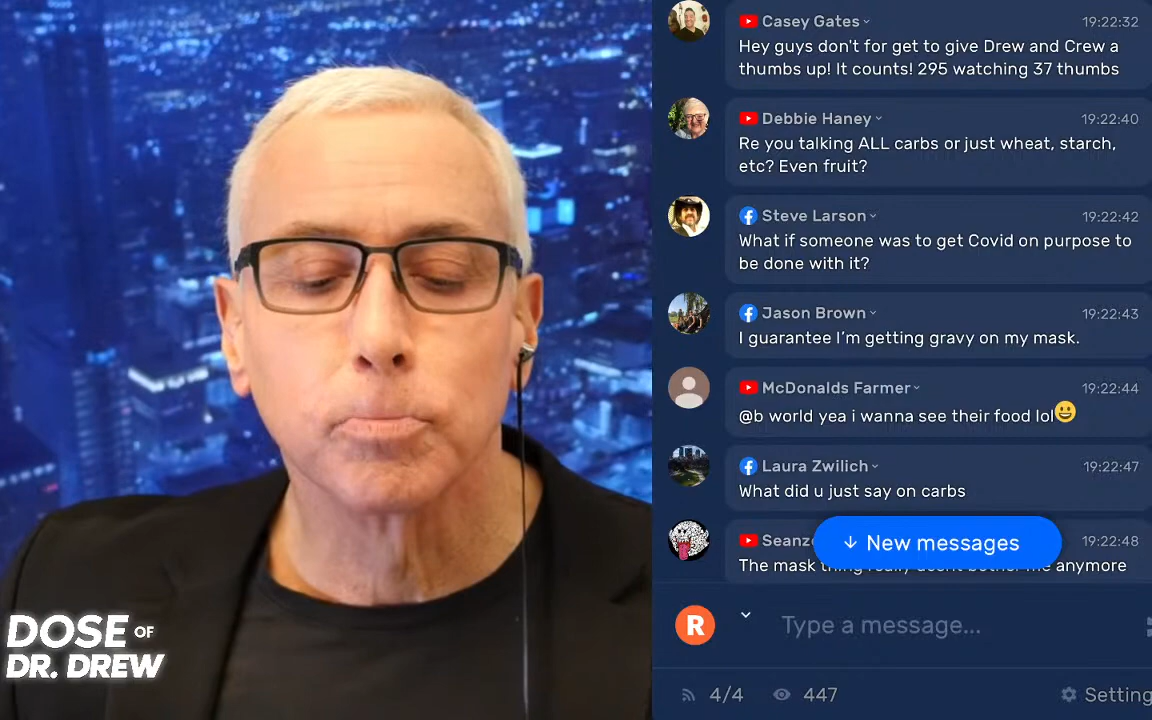 DOSE OF
DR. DREW
Casey Gates
19:22:32
Hey guys don't for get to give Drew and Crew a
thumbs up! It counts! 295 watching 37 thumbs
Debbie Haney
19:22:40
Re you talking ALL carbs or just wheat, starch,
etc? Even fruit?
Steve Larson
19:22:42
What if someone was to get Covid on purpose to
be done with it?
Jason Brown
19:22:43
I guarantee I'm getting gravy on my mask.
McDonalds Farmer
19:22:44
@b world yea i wanna see their food lol😀
Laura Zwilich
19:22:47
What did u just say on carbs
19:22:48
The mask anymore
↓ New messages
R
Type a message...
4/4 447
Setting